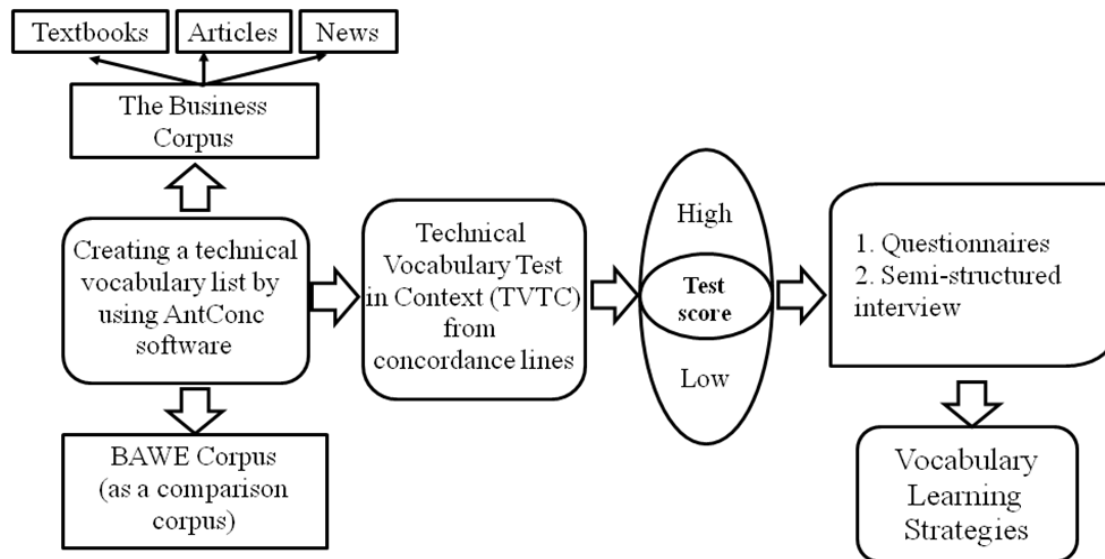 Textbooks
Articles
News
The Business
Corpus
Creating a technical
vocabulary list by
using AntConc
software
BAWE Corpus
(as a comparison
corpus)
Technical
Vocabulary Test
in Context (TVTC)
from
concordance lines
High
Test
score
Low
1. Questionnaires
2. Semi-structured
interview
Vocabulary
Learning
Strategies